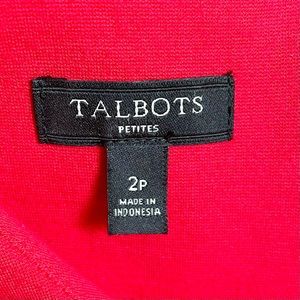 TALBOTS
PETITES
2P
MADE IN
INDONESIA